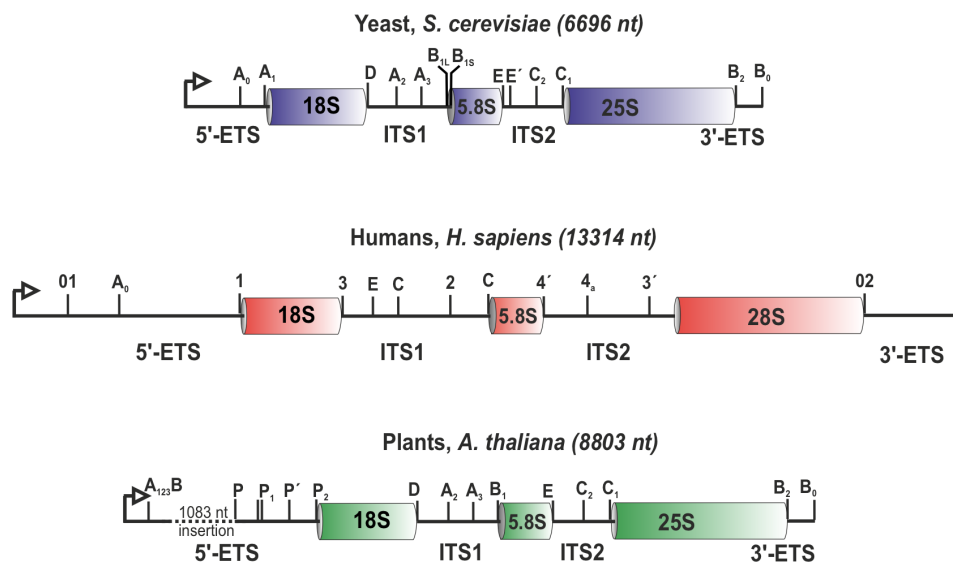 Yeast, S. cerevisiae (6696 nt)
A0 A1 D A2 A3 B1L B1S E E´ C2 C1 B2 B0
18S 5.8S 25S
5'-ETS ITS1 ITS2 3'-ETS
Humans, H. sapiens (13314 nt)
01 A0 1 3 E C 2 C 4´ 4a 3´ 02
18S 5.8S 28S
5'-ETS ITS1 ITS2 3'-ETS
Plants, A. thaliana (8803 nt)
A123B P P1 P´ P2 D A2 A3 B1 E C2 C1 B2 B0
1083 nt
insertion
18S 5.8S 25S
5'-ETS ITS1 ITS2 3'-ETS